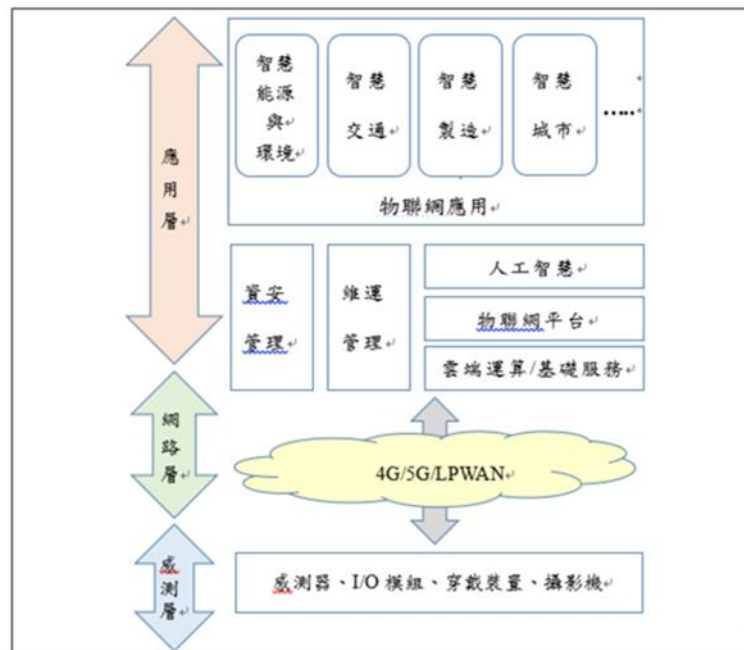 應
用
層
智慧
能源
與
環境
智慧
交通
智慧
製造
智慧
城市
.....
物聯網應用
資安
管理
維運
管理
人工智慧
物聯網平台
雲端運算/基礎服務
網
路
層
4G/5G/LPWAN
感
測
層
感測器、I/O 模組、穿戴裝置、攝影機